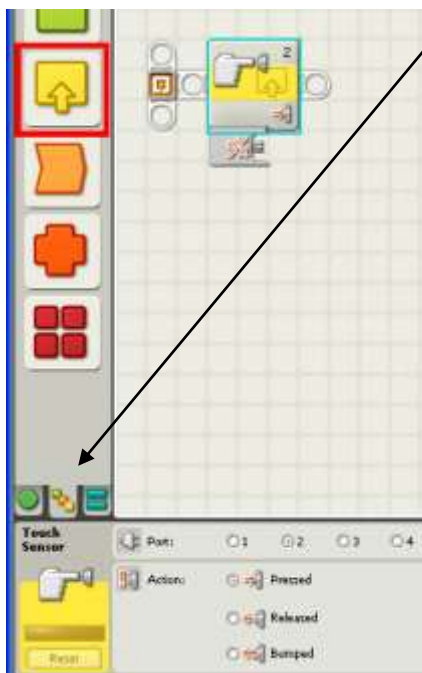 2
Touch
Sensor
Port: 1 2 3 4
Action: Pressed
Released
Bumped
Reset